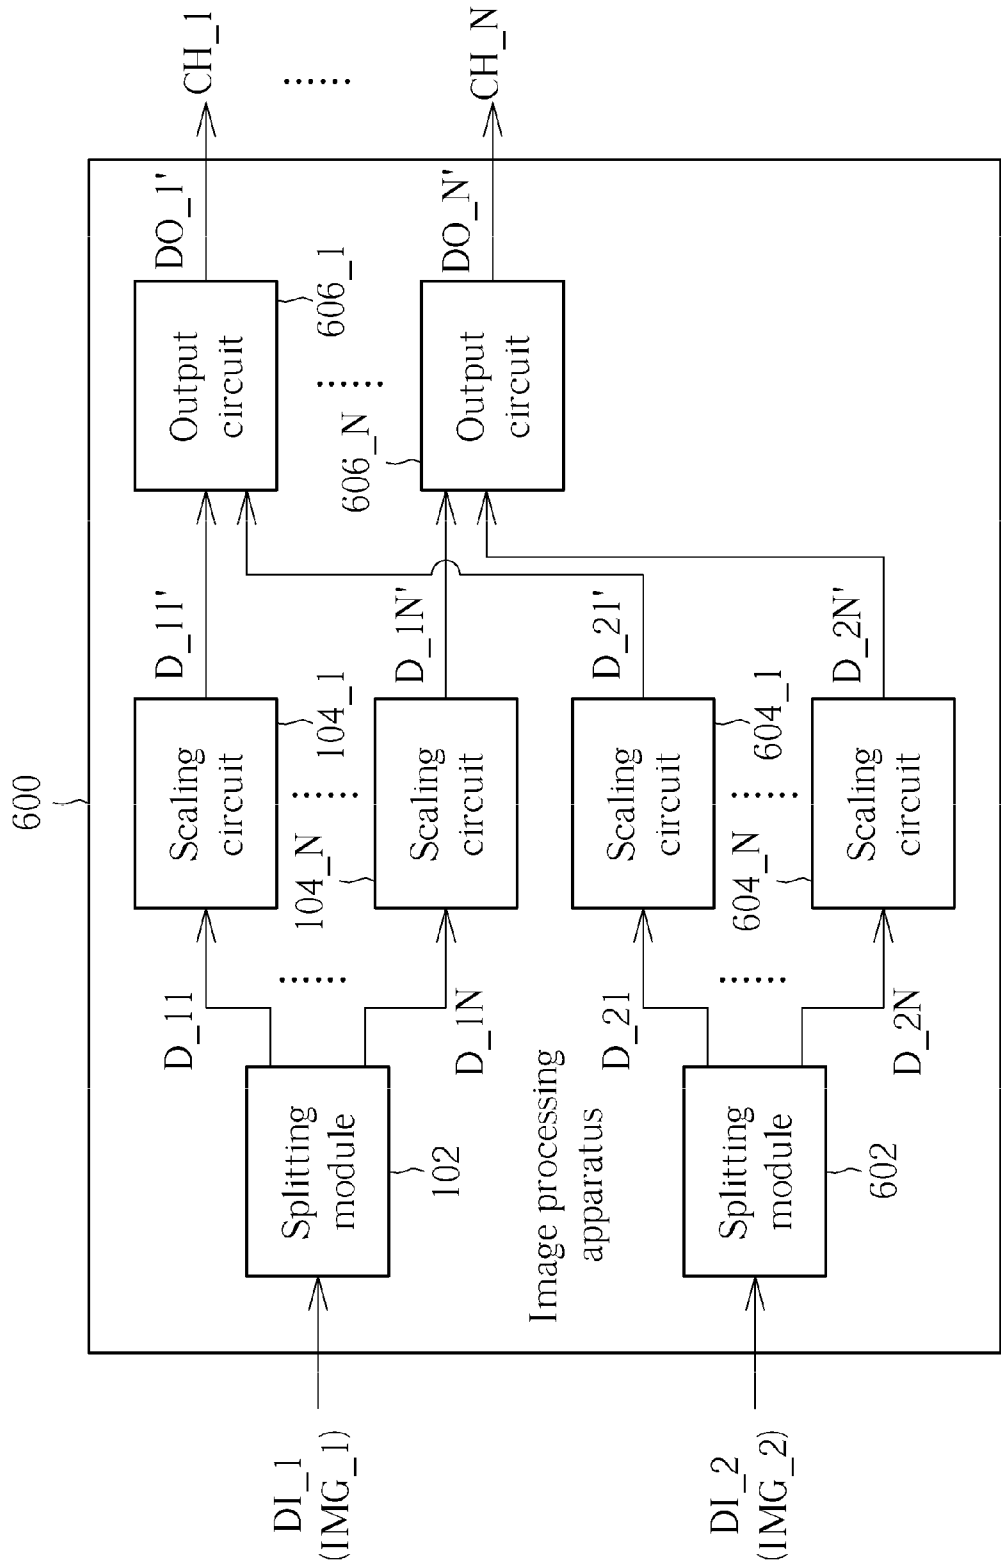 600
DI_1
(IMG_1)
Splitting
module
102
D_11
......
D_1N
Scaling
circuit
104_1
......
104_N
Scaling
circuit
D_11'
D_1N'
Output
circuit
606_1
......
606_N
Output
circuit
DO_1'
DO_N'
CH_1
......
CH_N
Image processing
apparatus
DI_2
(IMG_2)
Splitting
module
602
D_21
......
D_2N
Scaling
circuit
604_1
......
604_N
Scaling
circuit
D_21'
D_2N'